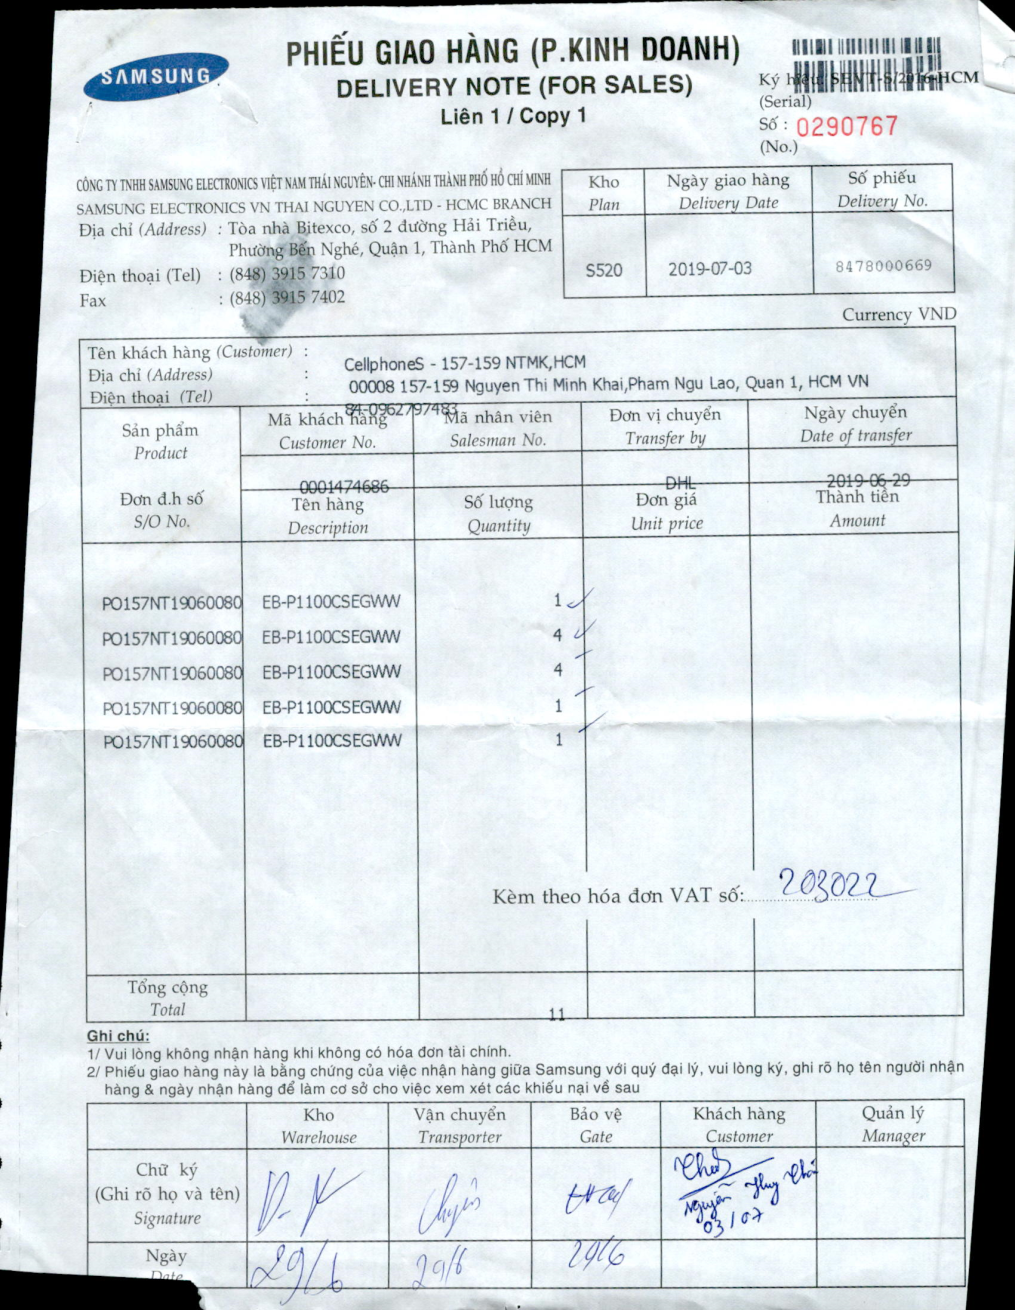 SAMSUNG
PHIẾU GIAO HÀNG (P.KINH DOANH)
DELIVERY NOTE (FOR SALES)
Liên 1 / Copy 1
Ký hiệu: SEVT-S/2016-HCM
(Serial)
Số : 0290767
(No.)
CÔNG TY TNHH SAMSUNG ELECTRONICS VIỆT NAM THÁI NGUYÊN- CHI NHÁNH THÀNH PHỐ HỒ CHÍ MINH
SAMSUNG ELECTRONICS VN THAI NGUYEN CO.,LTD - HCMC BRANCH
Địa chỉ (Address) : Tòa nhà Bitexco, số 2 đường Hải Triều,
Phường Bến Nghé, Quận 1, Thành Phố HCM
Điện thoại (Tel) : (848) 3915 7310
Fax : (848) 3915 7402
Kho Ngày giao hàng Số phiếu
Plan Delivery Date Delivery No.
S520 2019-07-03 8478000669
Currency VND
Tên khách hàng (Customer) : CellphoneS - 157-159 NTMK,HCM
Địa chỉ (Address) : 00008 157-159 Nguyen Thi Minh Khai,Pham Ngu Lao, Quan 1, HCM VN
Điện thoại (Tel) : 84-0962797483
Sản phẩm Mã khách hàng Mã nhân viên Đơn vị chuyển Ngày chuyển
Product Customer No. Salesman No. Transfer by Date of transfer
0001474686 DHL 2019-06-29
Đơn đ.h số Tên hàng Số lượng Đơn giá Thành tiền
S/O No. Description Quantity Unit price Amount
PO157NT19060080 EB-P1100CSEGWW 1
PO157NT19060080 EB-P1100CSEGWW 4
PO157NT19060080 EB-P1100CSEGWW 4
PO157NT19060080 EB-P1100CSEGWW 1
PO157NT19060080 EB-P1100CSEGWW 1
Kèm theo hóa đơn VAT số: 203022
Tổng cộng
Total 11
Ghi chú:
1/ Vui lòng không nhận hàng khi không có hóa đơn tài chính.
2/ Phiếu giao hàng này là bằng chứng của việc nhận hàng giữa Samsung với quý đại lý, vui lòng ký, ghi rõ họ tên người nhận
hàng & ngày nhận hàng để làm cơ sở cho việc xem xét các khiếu nại về sau
Kho Vận chuyển Bảo vệ Khách hàng Quản lý
Warehouse Transporter Gate Customer Manager
Chữ ký
(Ghi rõ họ và tên)
Signature
Nguyễn Huy
03/07
Ngày 29/6 29/6 29/6
Date